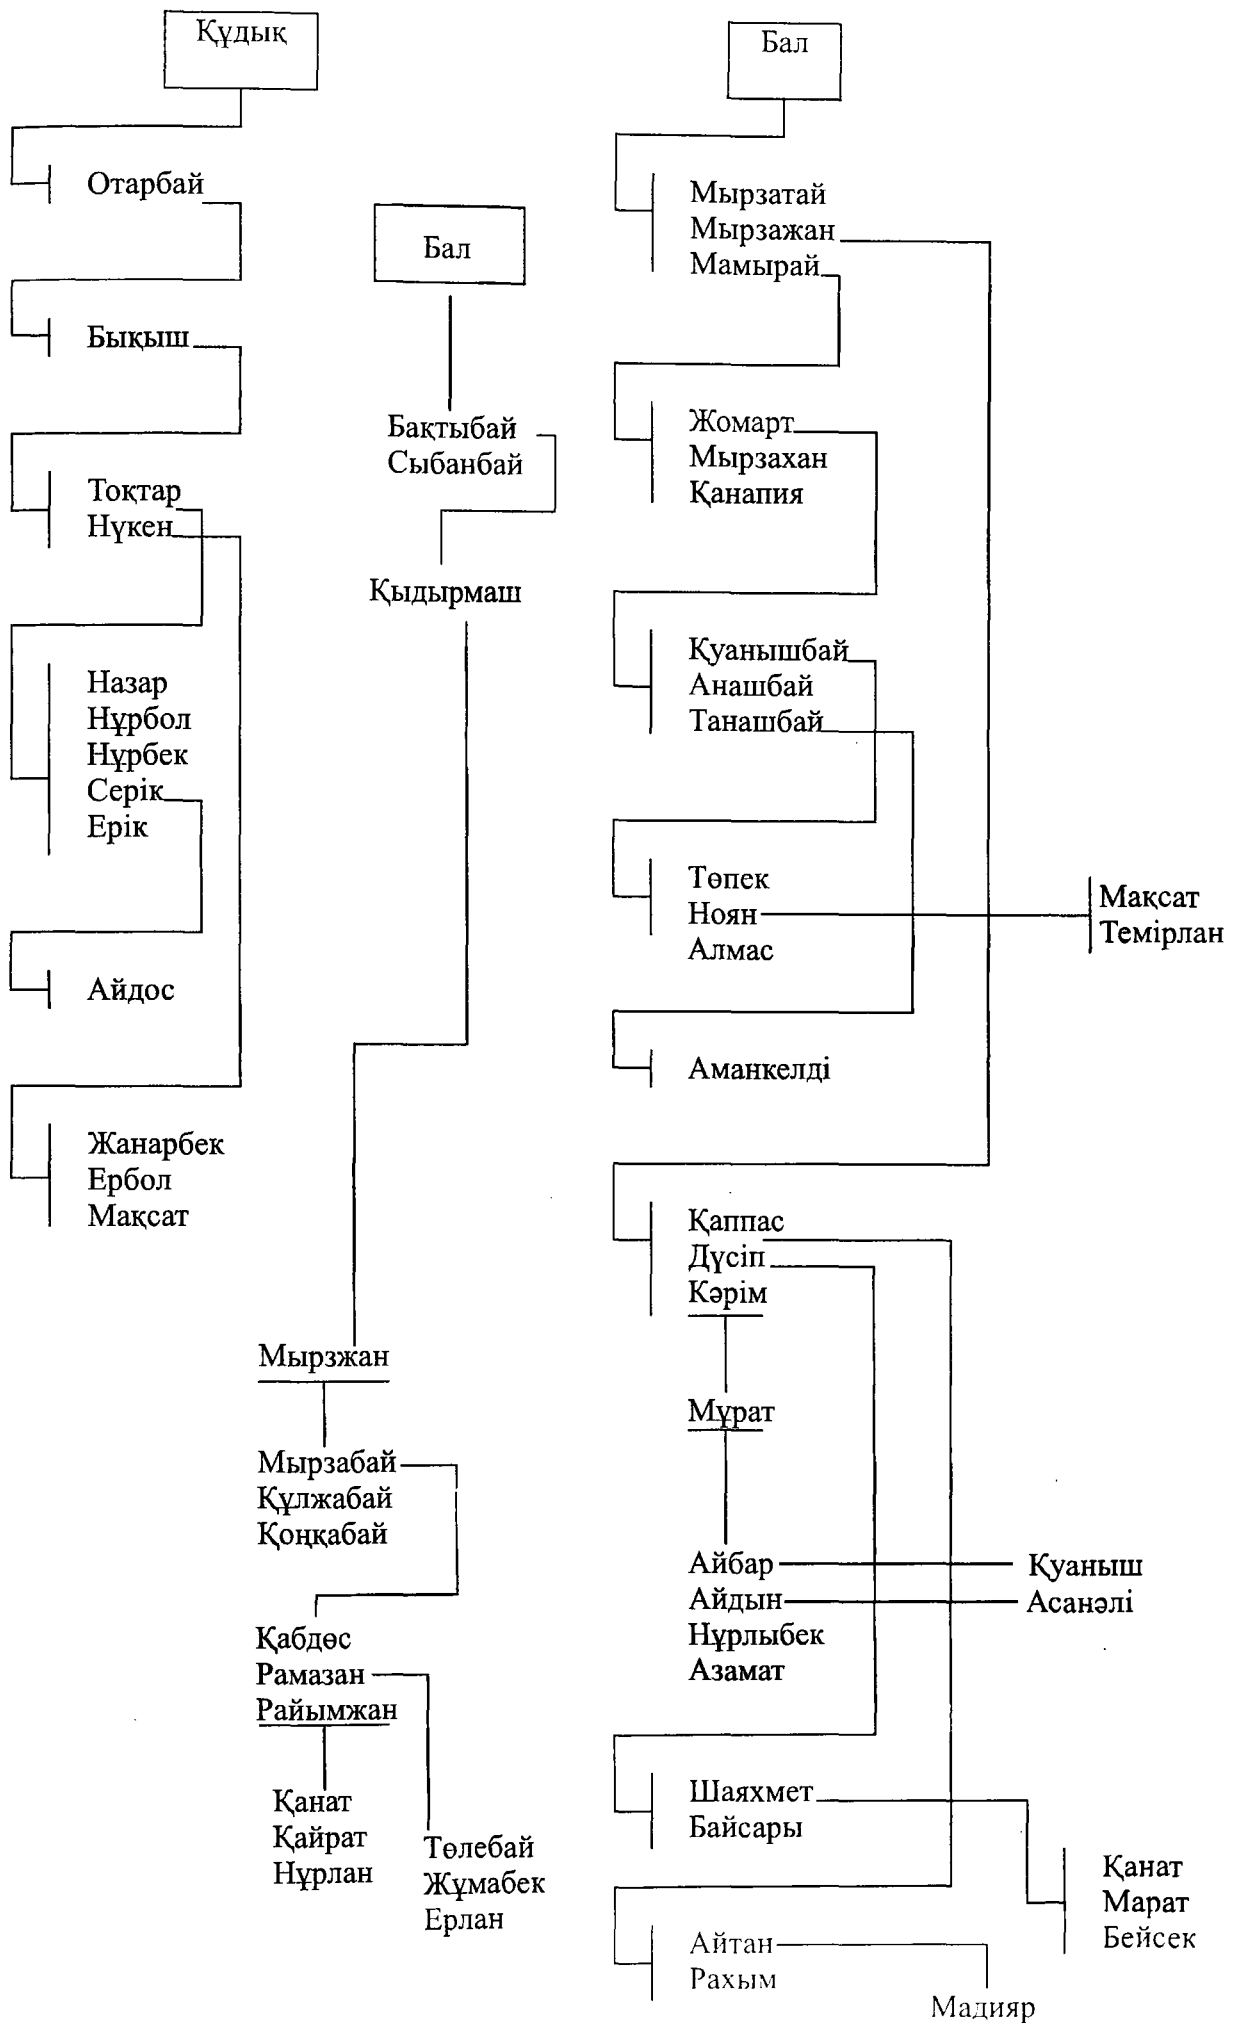 Құдық
Отарбай
Бықыш
Тоқтар
Нүкен
Назар
Нұрбол
Нұрбек
Серік
Ерік
Айдос
Жанарбек
Ербол
Мақсат
Бал
Бақтыбай
Сыбанбай
Қыдырмаш
Мырзжан
Мырзабай
Құлжабай
Қоңқабай
Қабдөс
Рамазан
Райымжан
Қанат
Қайрат
Нұрлан
Төлебай
Жұмабек
Ерлан
Бал
Мырзатай
Мырзажан
Мамырай
Жомарт
Мырзахан
Қанапия
Қуанышбай
Анашбай
Танашбай
Төпек
Ноян
Алмас
Мақсат
Темірлан
Аманкелді
Қаппас
Дүсіп
Кәрім
Мұрат
Айбар
Айдын
Нұрлыбек
Азамат
Қуаныш
Асанәлі
Шаяхмет
Байсары
Қанат
Марат
Бейсек
Айтан
Рахым
Мадияр